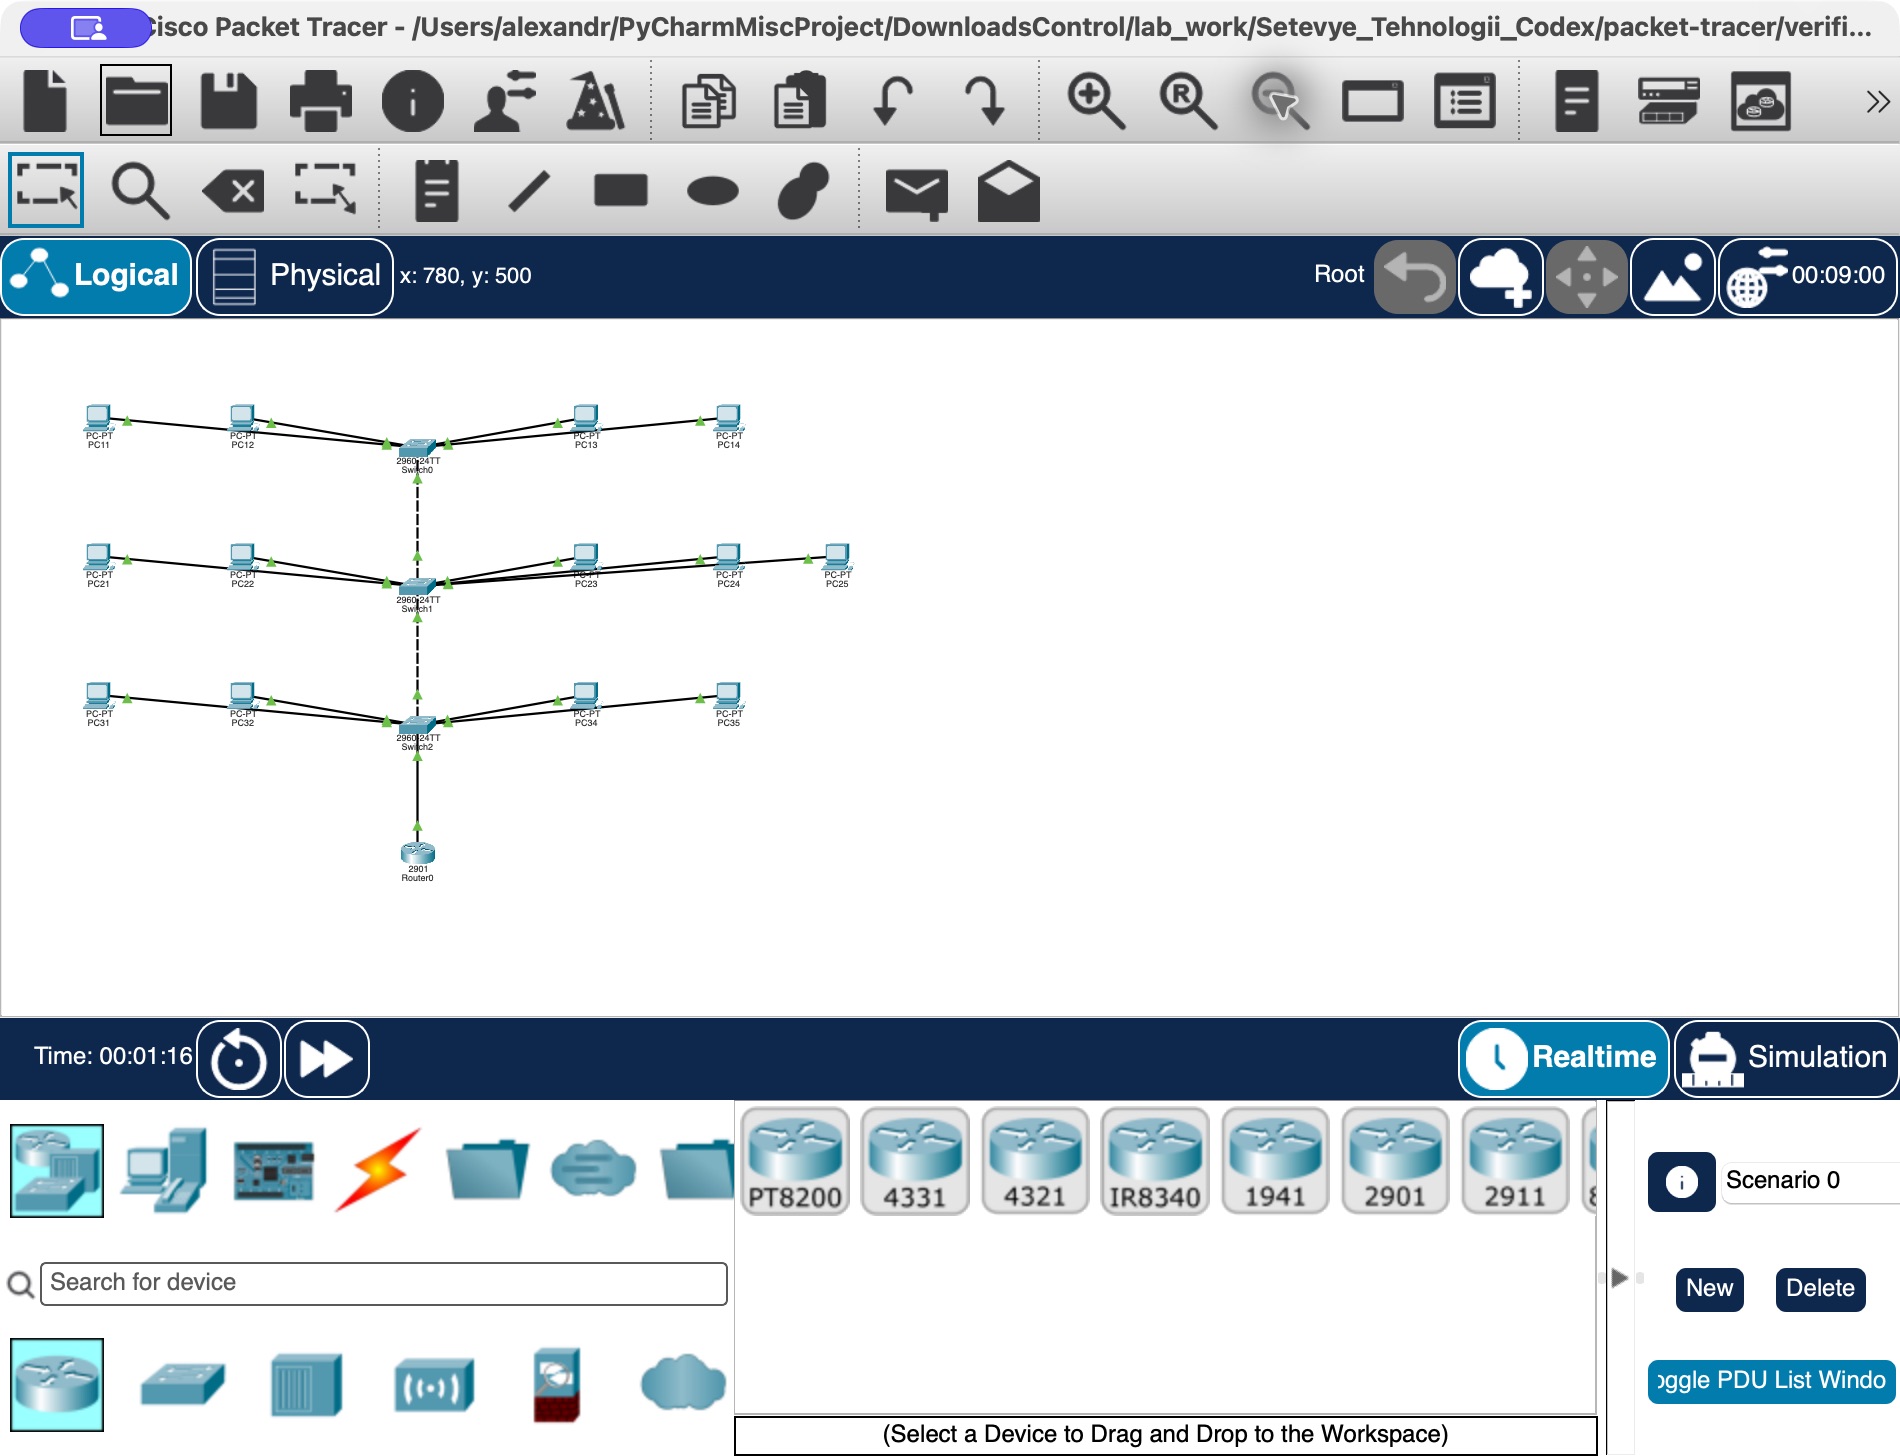 Cisco Packet Tracer - /Users/alexandr/PyCharmMiscProject/DownloadsControl/lab_work/Setevye_Tehnologii_Codex/packet-tracer/verifi...
Logical
Physical
x: 780, y: 500
Root
00:09:00
PC-PT
PC11
PC-PT
PC12
PC-PT
PC13
PC-PT
PC14
2960-24TT
Switch0
PC-PT
PC21
PC-PT
PC22
PC-PT
PC23
PC-PT
PC24
PC-PT
PC25
2960-24TT
Switch1
PC-PT
PC31
PC-PT
PC32
PC-PT
PC34
PC-PT
PC35
2960-24TT
Switch2
2901
Router0
Time: 00:01:16
Realtime
Simulation
PT8200
4331
4321
IR8340
1941
2901
2911
8
Scenario 0
Search for device
New
Delete
oggle PDU List Windo
(Select a Device to Drag and Drop to the Workspace)